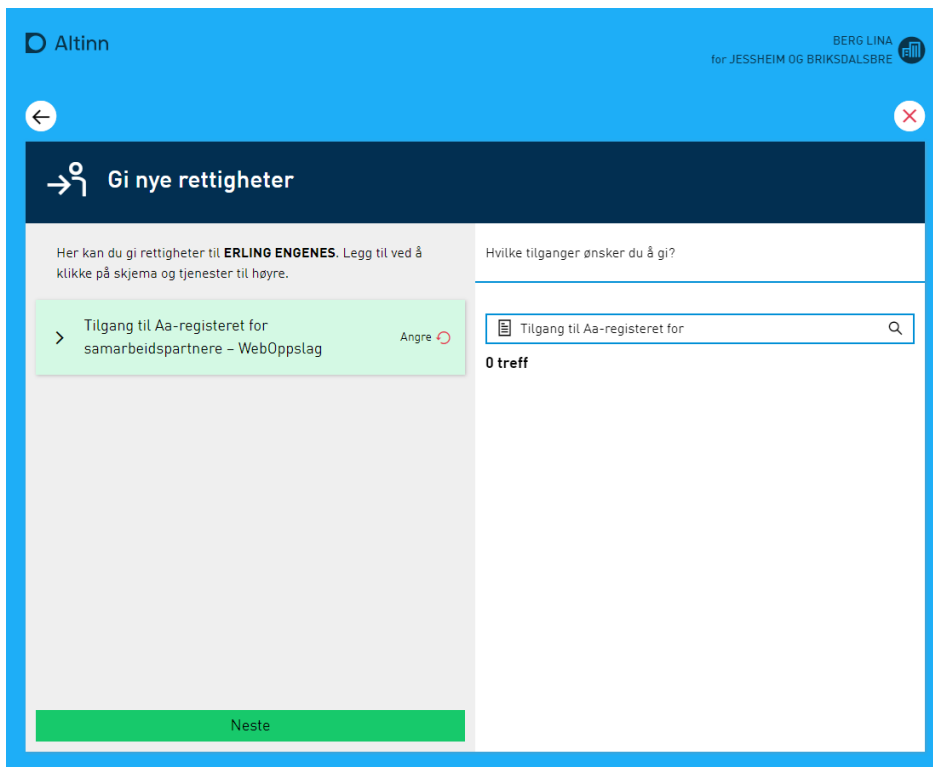 Altinn
BERG LINA
for JESSHEIM OG BRIKSDALSBRE
Gi nye rettigheter
Her kan du gi rettigheter til ERLING ENGENES. Legg til ved å
klikke på skjema og tjenester til høyre.
Tilgang til Aa-registeret for
samarbeidspartnere – WebOppslag
Angre
Neste
Hvilke tilganger ønsker du å gi?
Tilgang til Aa-registeret for
0 treff